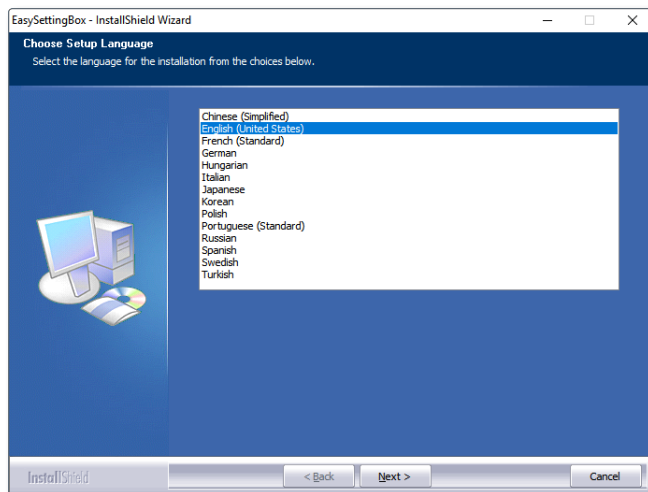 EasySettingBox - InstallShield Wizard
Choose Setup Language
Select the language for the installation from the choices below.
Chinese (Simplified)
English (United States)
French (Standard)
German
Hungarian
Italian
Japanese
Korean
Polish
Portuguese (Standard)
Russian
Spanish
Swedish
Turkish
InstallShield
< Back
Next >
Cancel